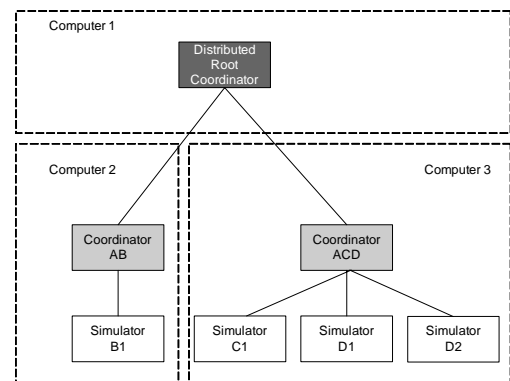 Computer 1
Distributed
Root
Coordinator
Computer 2
Computer 3
Coordinator
AB
Coordinator
ACD
Simulator
B1
Simulator
C1
Simulator
D1
Simulator
D2